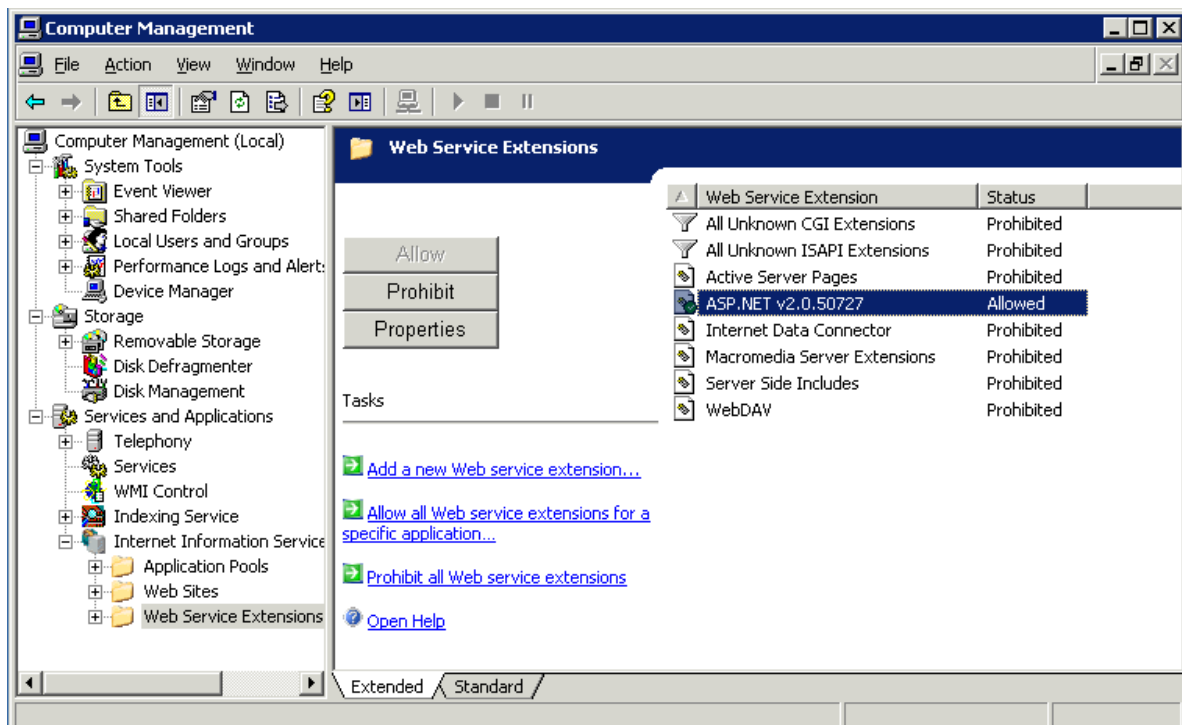 Computer Management
File Action View Window Help
Computer Management (Local)
System Tools
Event Viewer
Shared Folders
Local Users and Groups
Performance Logs and Alert:
Device Manager
Storage
Removable Storage
Disk Defragmenter
Disk Management
Services and Applications
Telephony
Services
WMI Control
Indexing Service
Internet Information Service
Application Pools
Web Sites
Web Service Extensions
Web Service Extensions
Allow
Prohibit
Properties
Tasks
Add a new Web service extension...
Allow all Web service extensions for a
specific application...
Prohibit all Web service extensions
Open Help
Web Service Extension Status
All Unknown CGI Extensions Prohibited
All Unknown ISAPI Extensions Prohibited
Active Server Pages Prohibited
ASP.NET v2.0.50727 Allowed
Internet Data Connector Prohibited
Macromedia Server Extensions Prohibited
Server Side Includes Prohibited
WebDAV Prohibited
Extended Standard